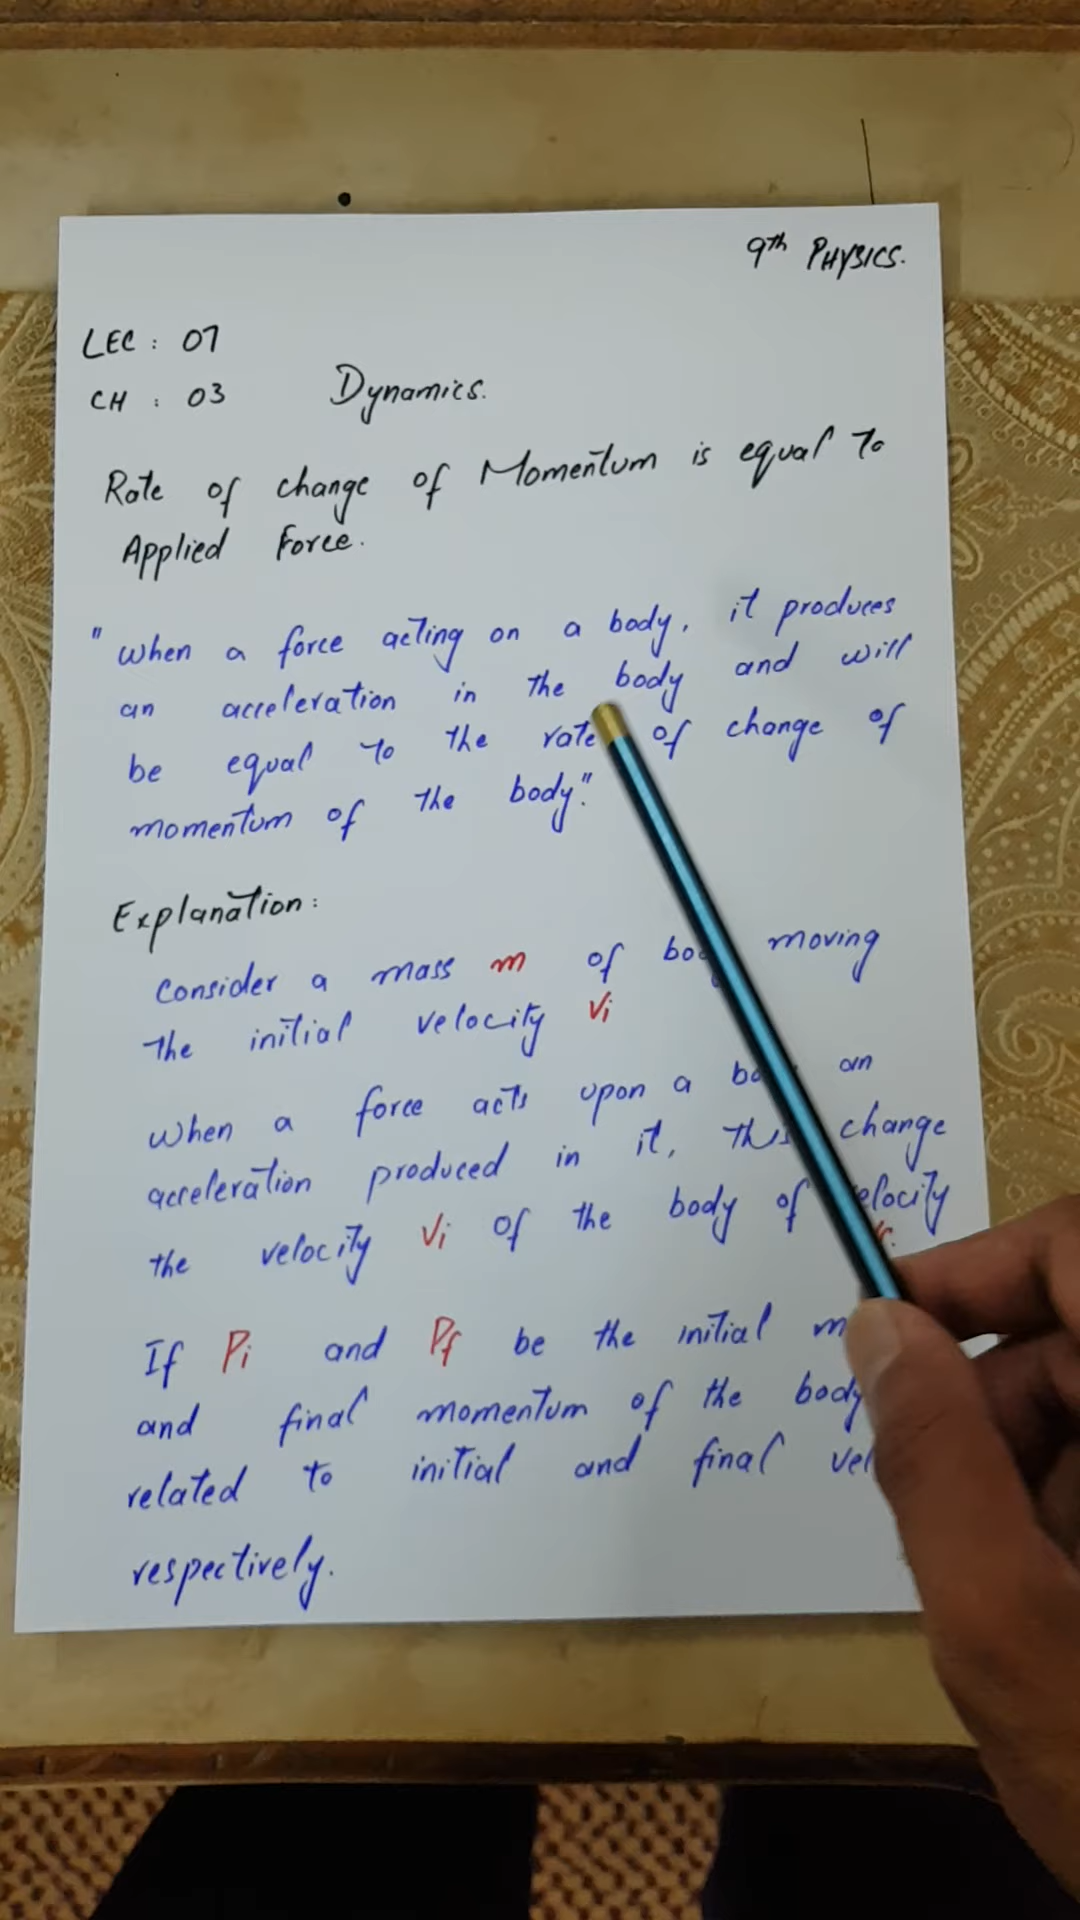 9th PHYSICS.
LEC : 07
CH : 03 Dynamics.
Rate of change of Momentum is equal To
Applied Force.
" when a force acting on a body, it produces
an acceleration in the body and will
be equal to the rate of change of
momentum of the body."
Explanation:
Consider a mass m of moving
the initial velocity Vi
when a force acts upon a an
acceleration produced in it, change
the velocity Vi of the body of
If Pi and Pf be the initial
and final momentum of the body
related to initial and final
respectively.